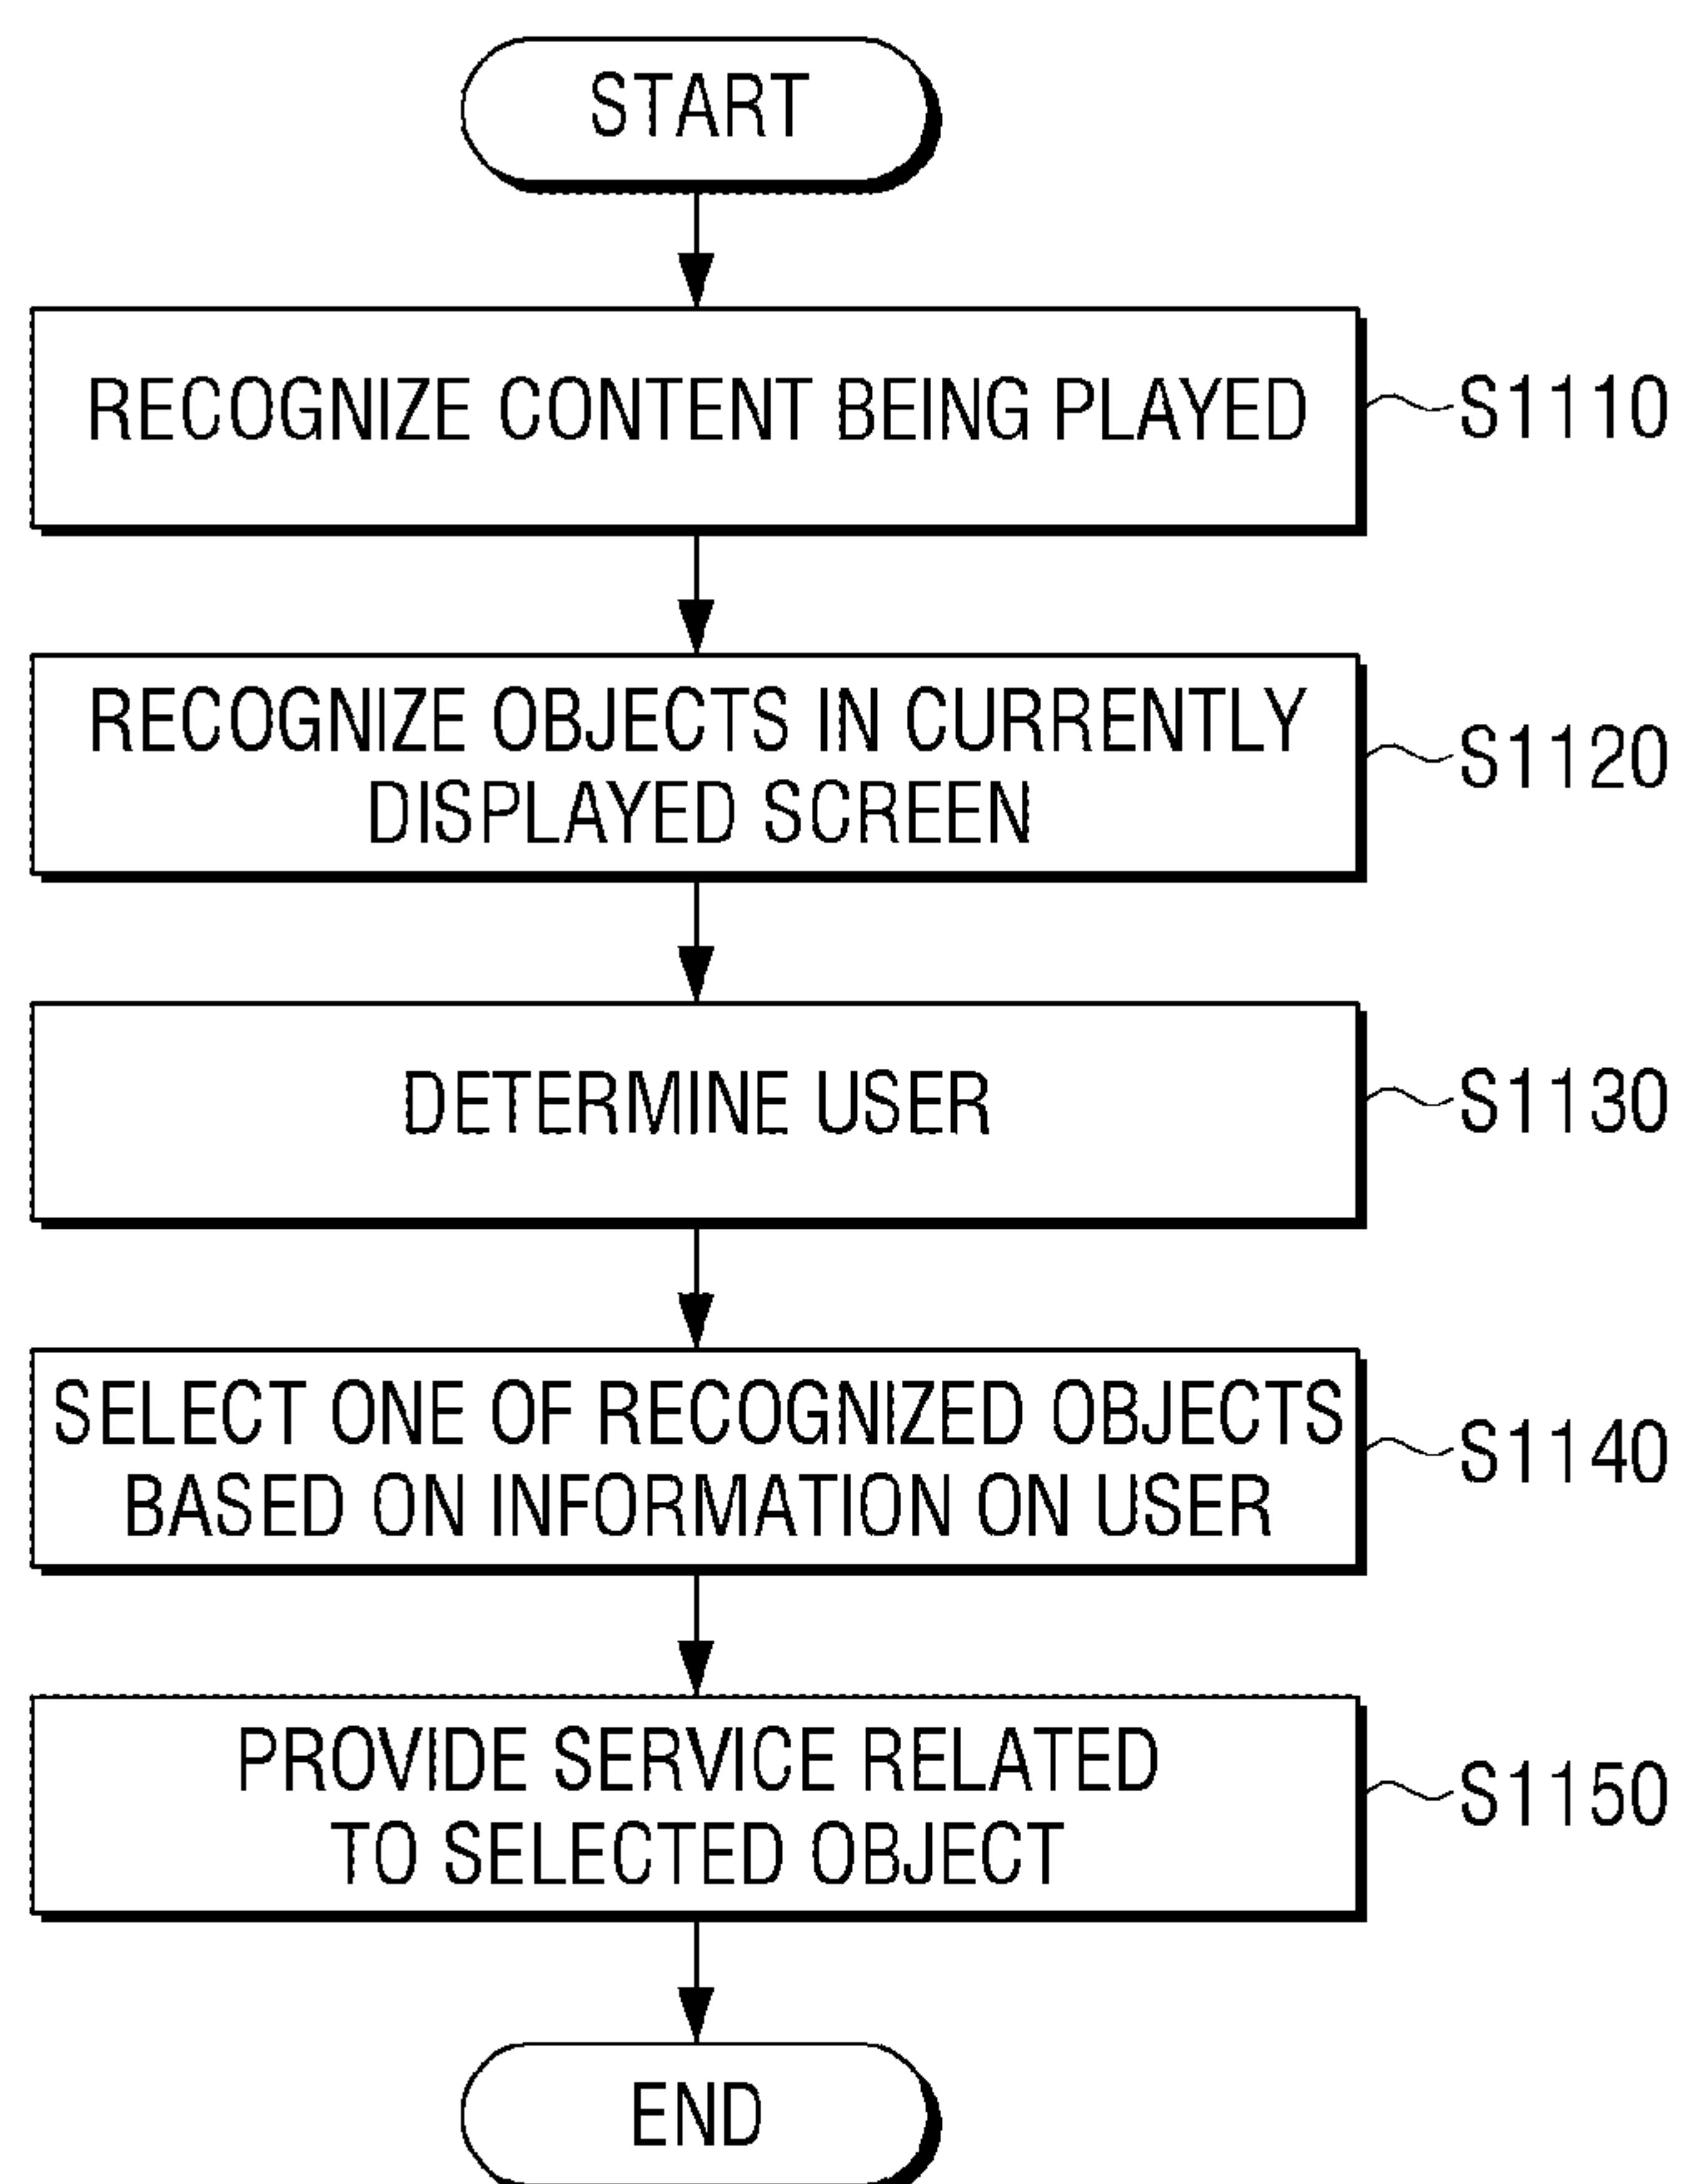 START
RECOGNIZE CONTENT BEING PLAYED
S1110
RECOGNIZE OBJECTS IN CURRENTLY
DISPLAYED SCREEN
S1120
DETERMINE USER
S1130
SELECT ONE OF RECOGNIZED OBJECTS
BASED ON INFORMATION ON USER
S1140
PROVIDE SERVICE RELATED
TO SELECTED OBJECT
S1150
END